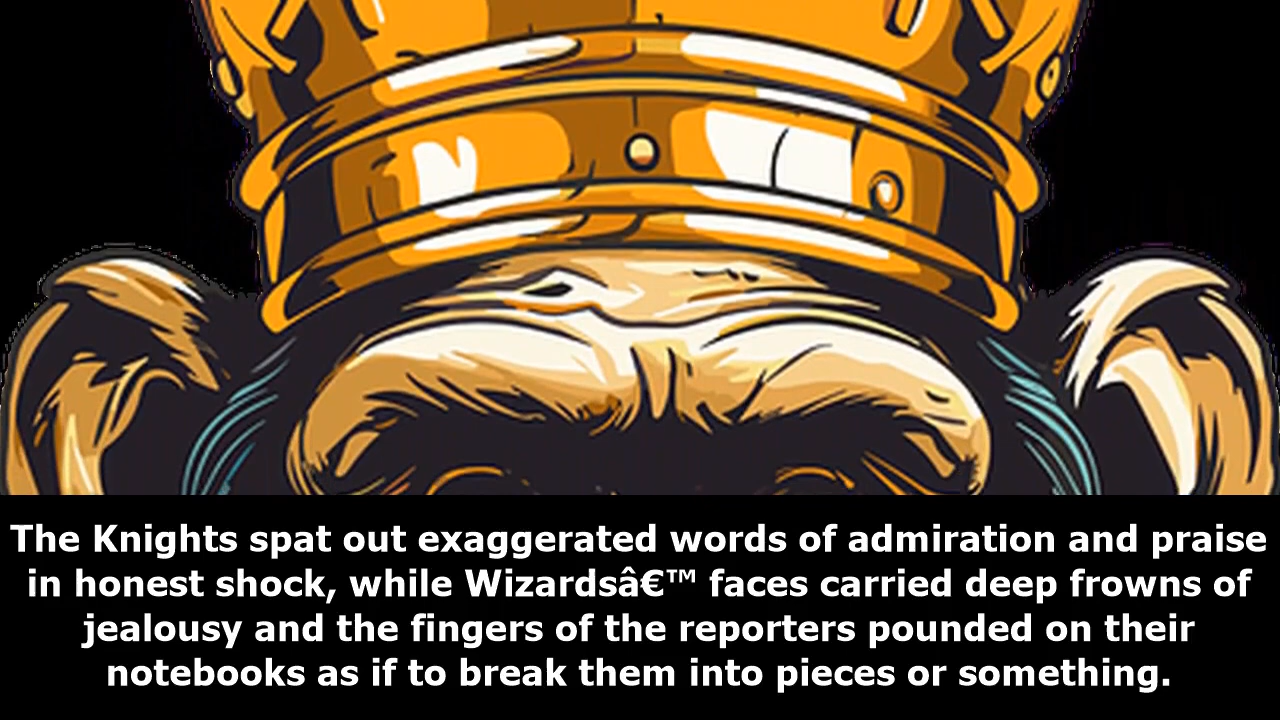 The Knights spat out exaggerated words of admiration and praise
in honest shock, while Wizardsâ€™ faces carried deep frowns of
jealousy and the fingers of the reporters pounded on their
notebooks as if to break them into pieces or something.